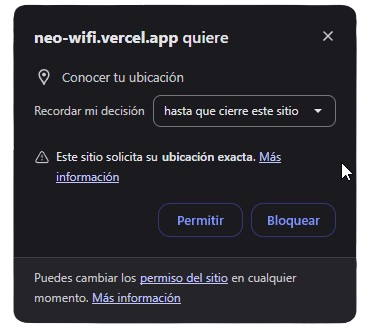 neo-wifi.vercel.app quiere
Conocer tu ubicación
Recordar mi decisión hasta que cierre este sitio
Este sitio solicita su ubicación exacta. Más
información
Permitir Bloquear
Puedes cambiar los permiso del sitio en cualquier
momento. Más información